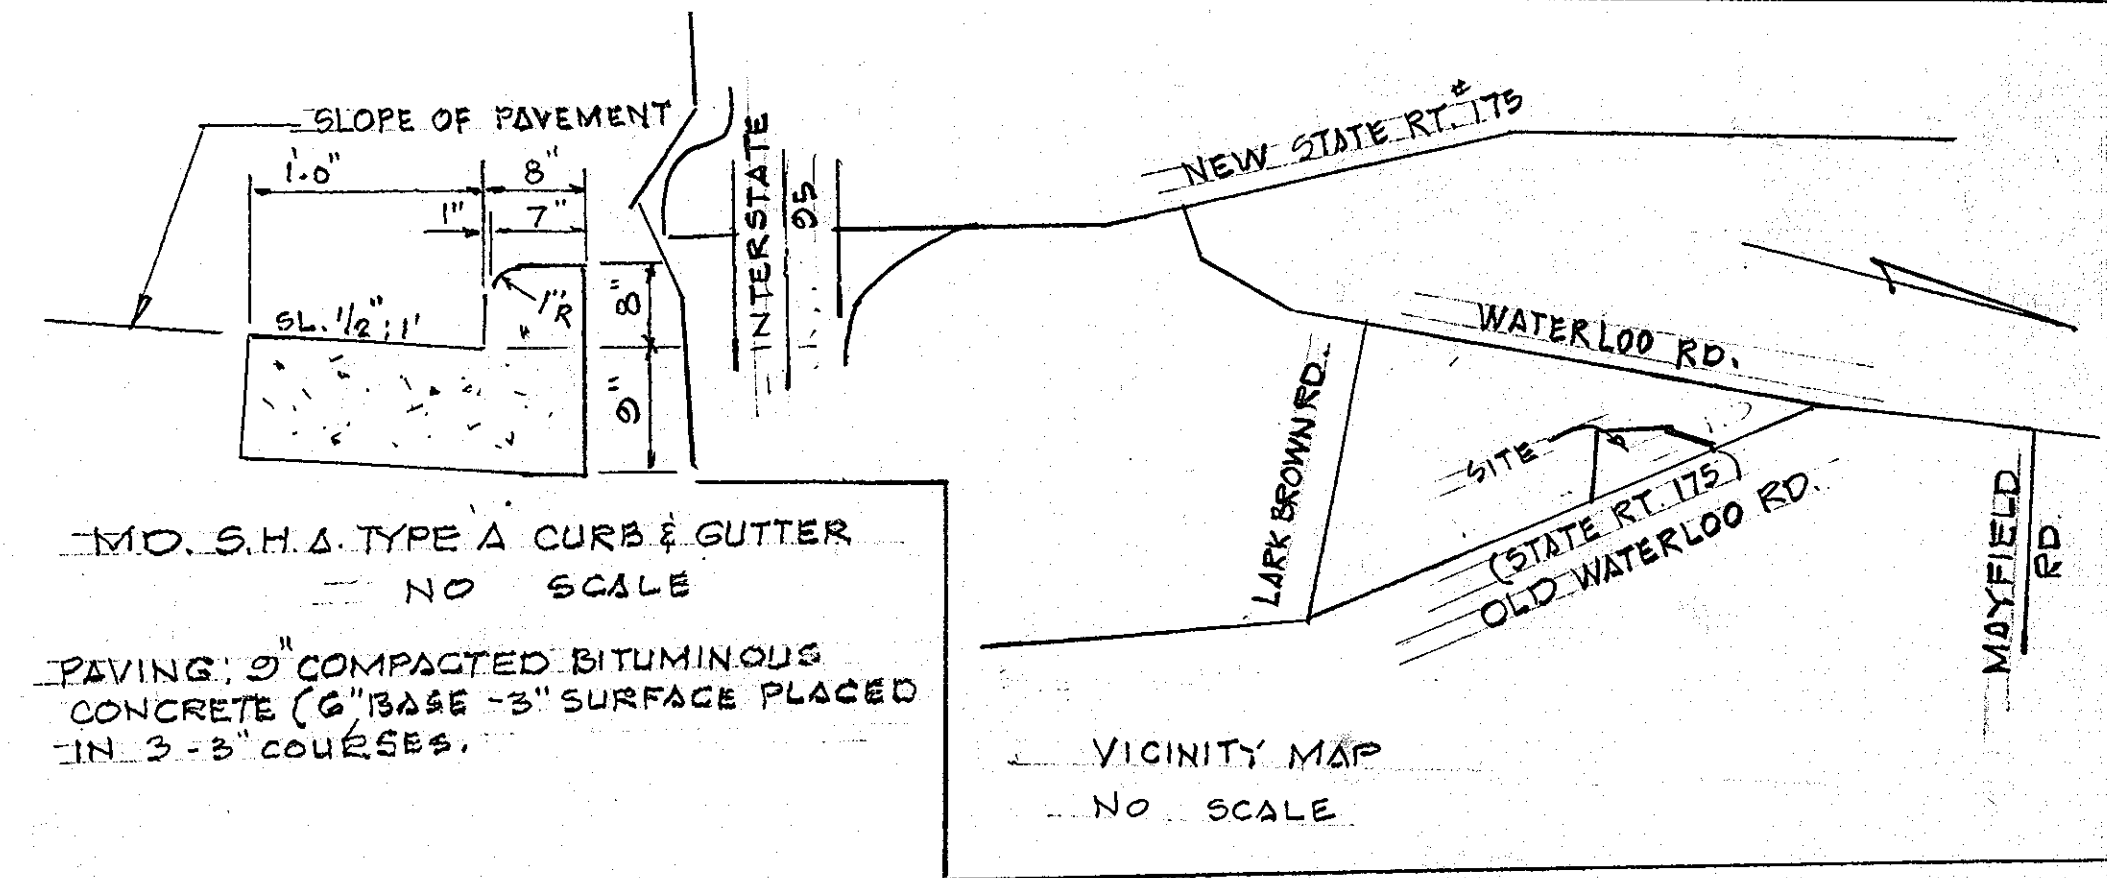 SLOPE OF PAVEMENT
1'.0"
8"
1"
7"
1"R
SL. 1/2" : 1'
8"
9"
MD. S.H.A. TYPE A CURB & GUTTER
NO SCALE
PAVING: 9" COMPACTED BITUMINOUS
CONCRETE (6" BASE - 3" SURFACE PLACED
IN 3 - 3" COURSES.
INTERSTATE
95
NEW STATE RT. # 175
WATERLOO RD.
LARK BROWN RD.
SITE
(STATE RT. 175)
OLD WATERLOO RD.
MAYFIELD
RD
VICINITY MAP
NO SCALE